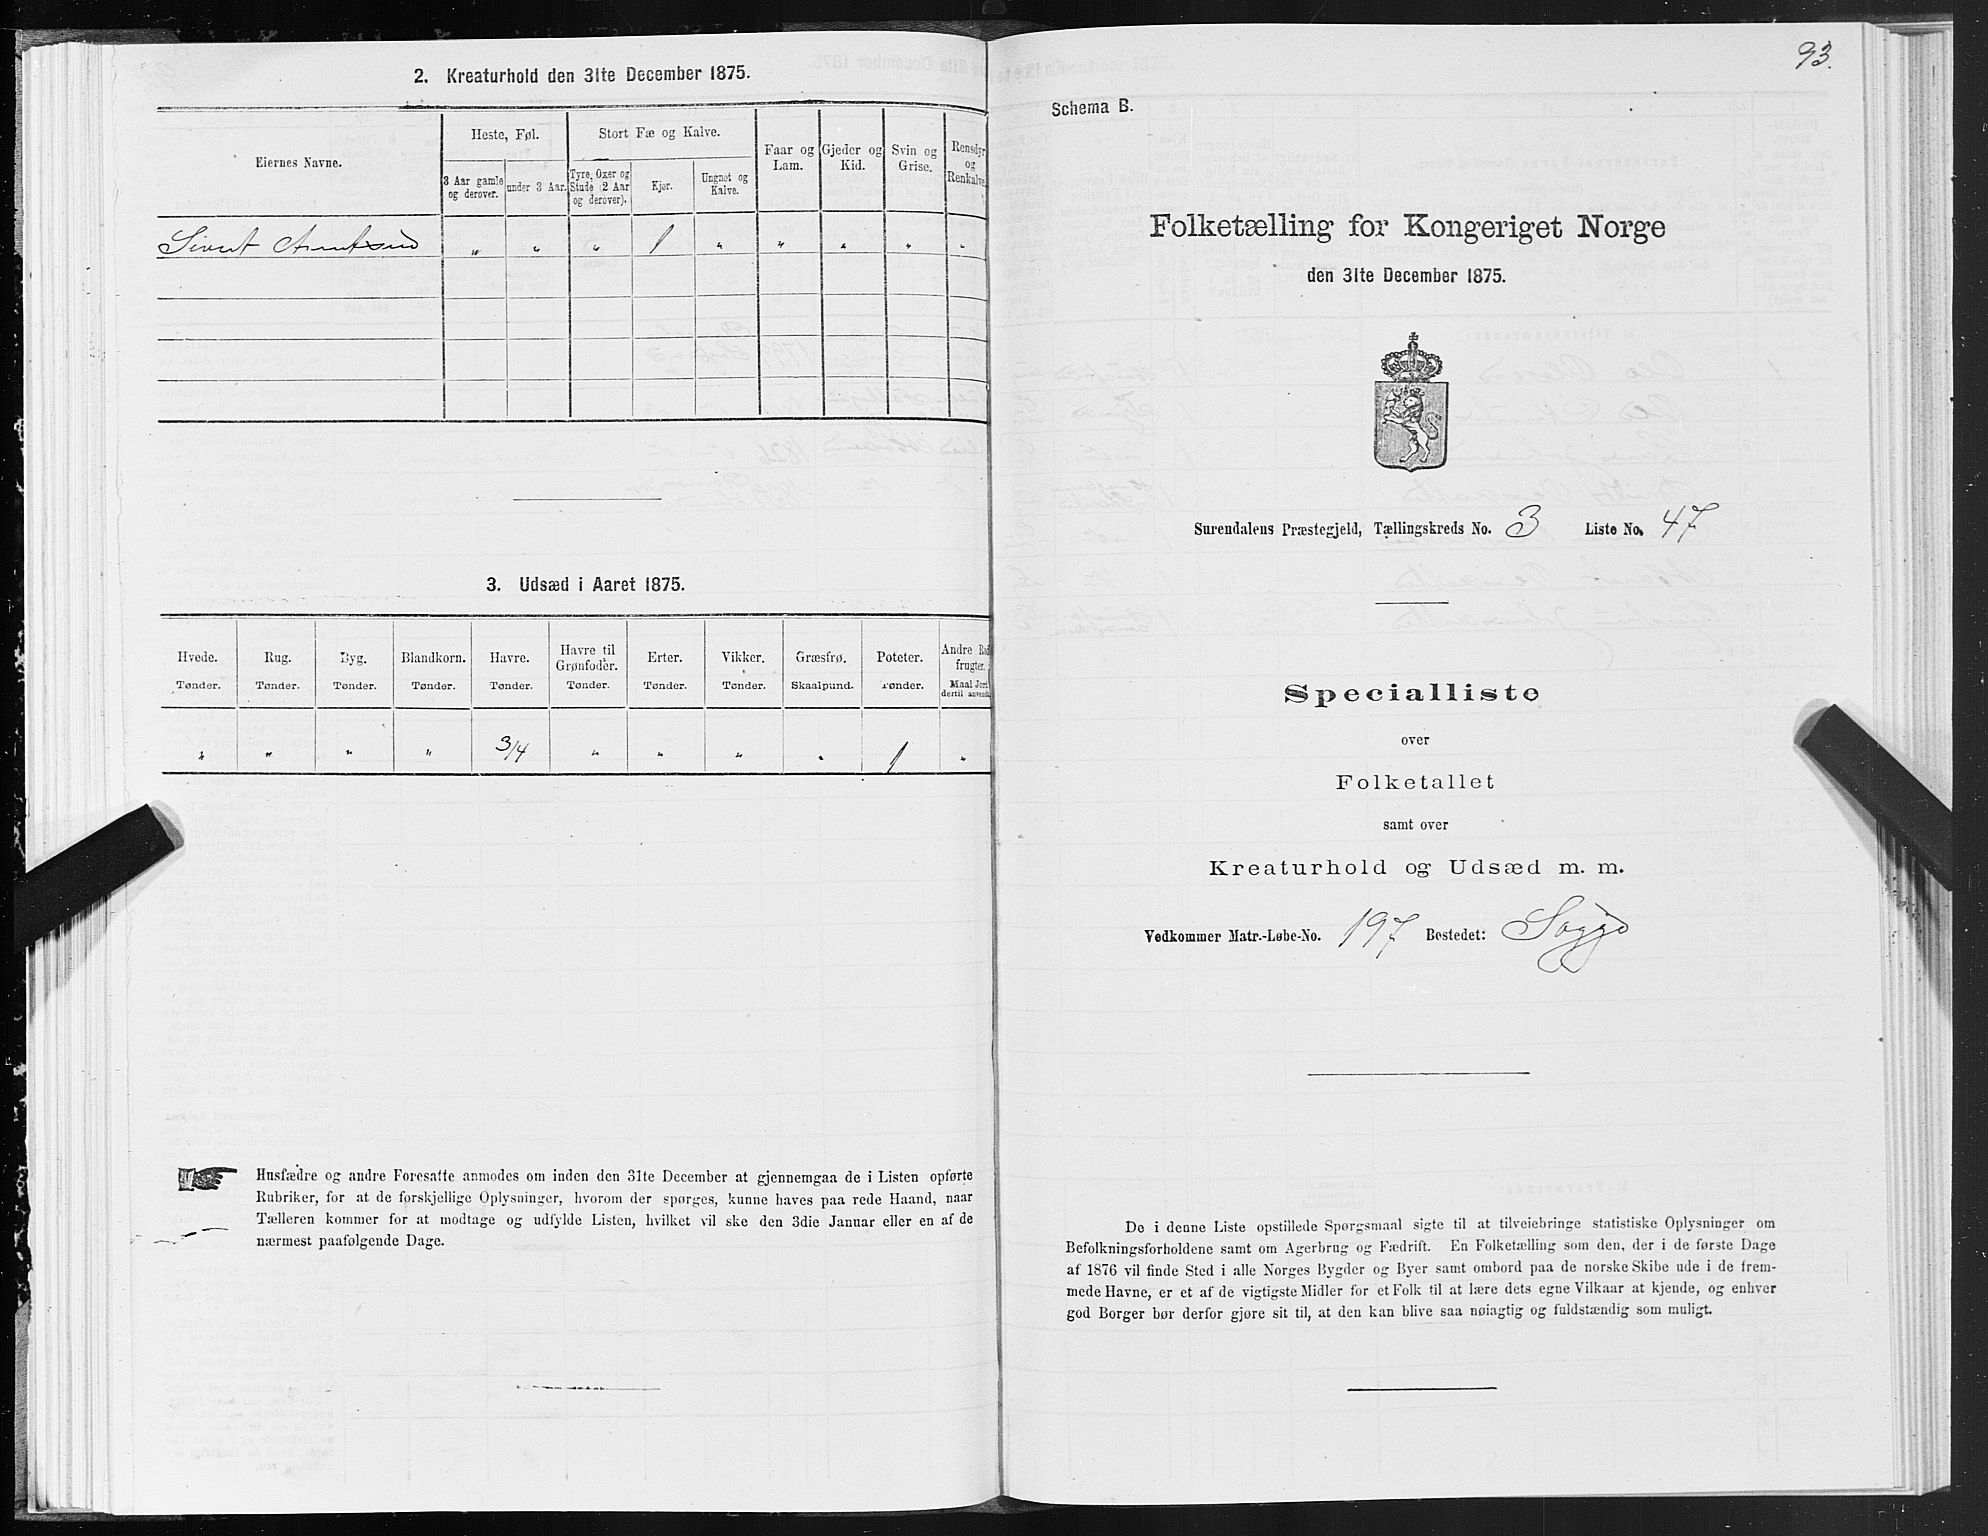 2. Kreaturhold den 31te December 1875.
Eiernes Navne.
Heste, Føl.
Stort Fæ og Kalve.
Faar og Lam.
Gjeder og Kid.
Svin og Grise.
Rensdyr og Renkalve.
3 Aar gamle og derover.
under 3 Aar.
Tyre, Oxer og Stude (2 Aar og derover).
Kjør.
Ungnøt og Kalve.
Sivert Arntsen „ „ „ 1 „ „ „ „ „
3. Udsæd i Aaret 1875.
Hvede. Rug. Byg. Blandkorn. Havre. Havre til Grønfoder. Erter. Vikker. Græsfrø. Poteter. Andre Rodfrugter.
Tønder. Tønder. Tønder. Tønder. Tønder. Tønder. Tønder. Tønder. Skaalpund. Tønder. Maal Jord dertil anvendt.
„ „ „ „ 3/4 „ „ „ „ 1 „
Husfædre og andre Foresatte anmodes om inden den 31te December at gjennemgaa de i Listen opførte
Rubriker, for at de forskjellige Oplysninger, hvorom der spørges, kunne haves paa rede Haand, naar
Tælleren kommer for at modtage og udfylde Listen, hvilket vil ske den 3die Januar eller en af de
nærmest paafølgende Dage.
93.
Schema B.
Folketælling for Kongeriget Norge
den 31te December 1875.
Surendalens Præstegjeld, Tællingskreds No. 3 Liste No. 47
Specialliste
over
Folketallet
samt over
Kreaturhold og Udsæd m. m.
Vedkommer Matr.-Løbe-No. 197 Bostedet: Sogge
De i denne Liste opstillede Spørgsmaal sigte til at tilveiebringe statistiske Oplysninger om
Befolkningsforholdene samt om Agerbrug og Fædrift. En Folketælling som den, der i de første Dage
af 1876 vil finde Sted i alle Norges Bygder og Byer samt ombord paa de norske Skibe ude i de frem-
mede Havne, er et af de vigtigste Midler for et Folk til at lære dets egne Vilkaar at kjende, og enhver
god Borger bør derfor gjøre sit til, at den kan blive saa nøiagtig og fuldstændig som muligt.